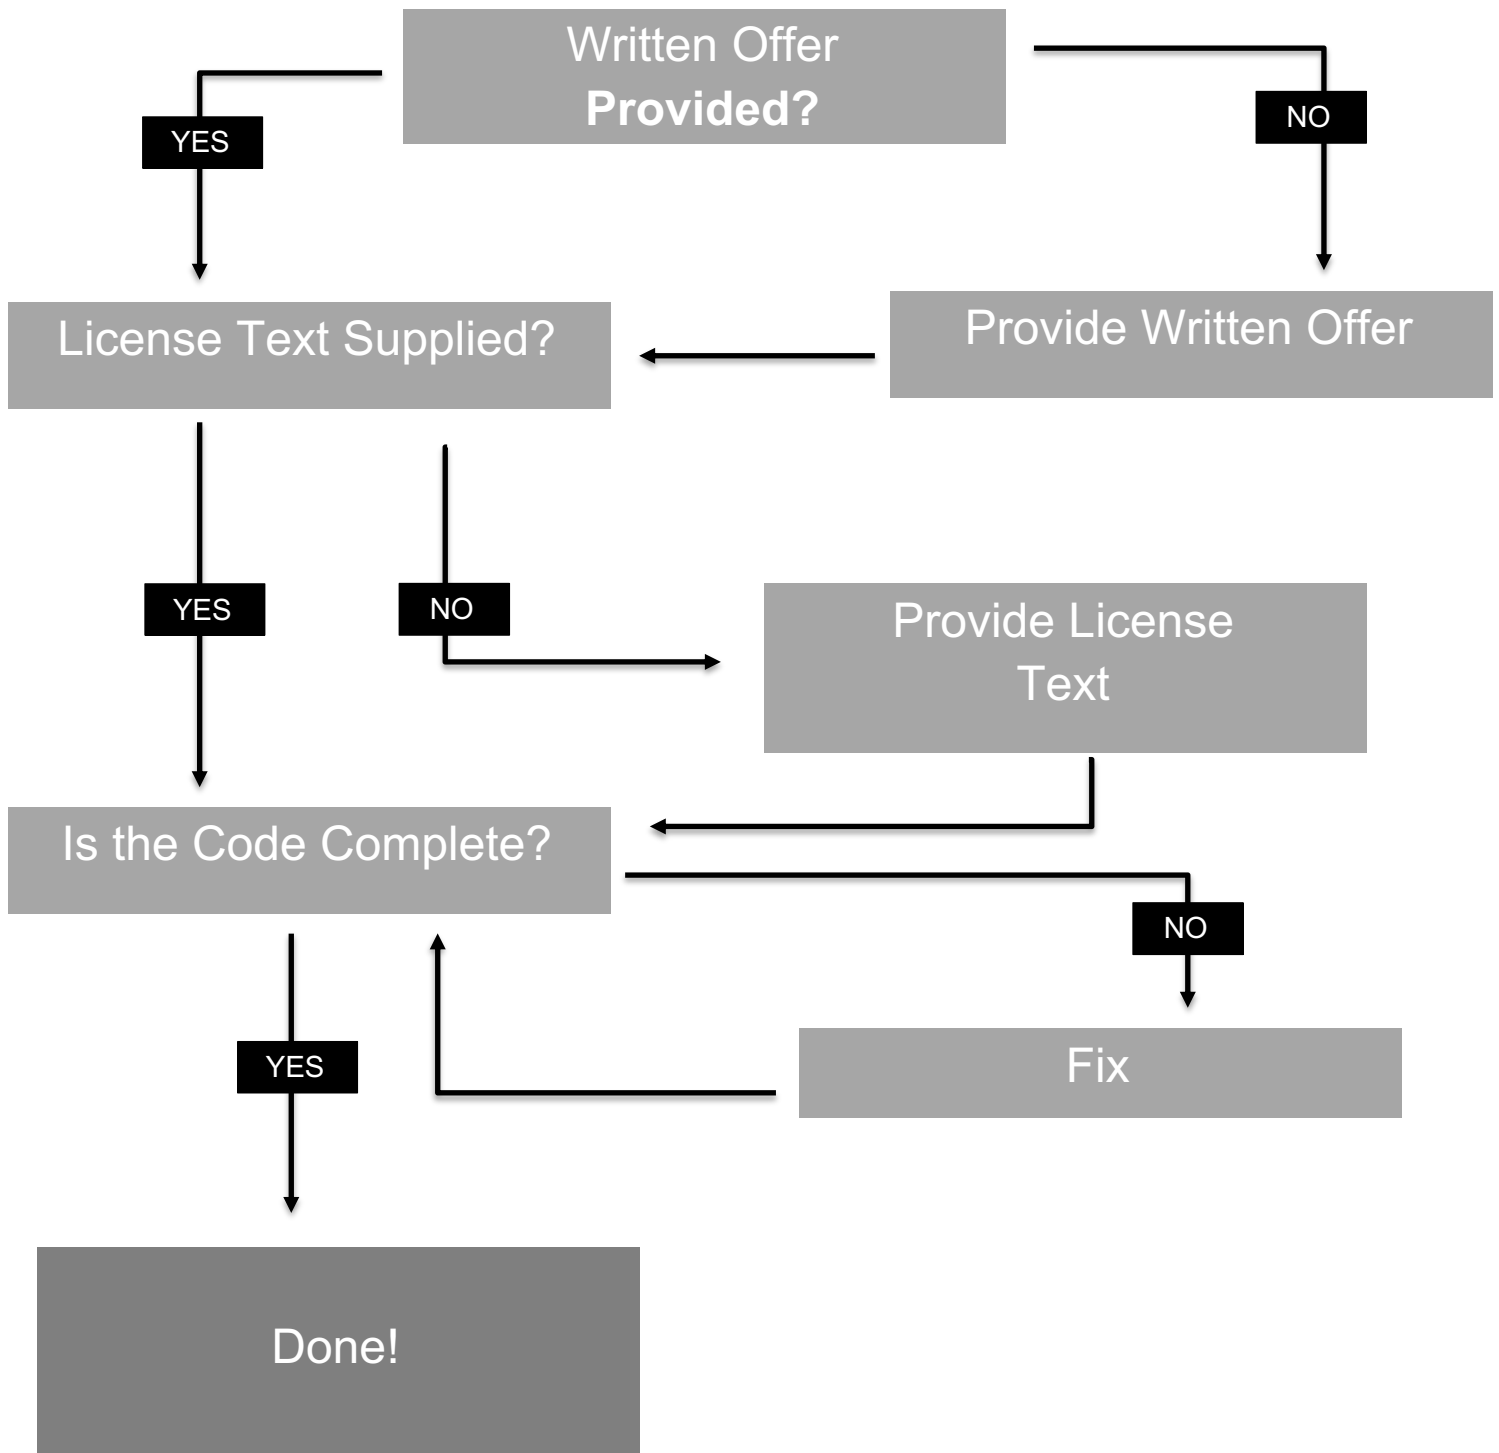 Written Offer
Provided?
YES
NO
License Text Supplied?
Provide Written Offer
YES
NO
Provide License
Text
Is the Code Complete?
NO
YES
Fix
Done!